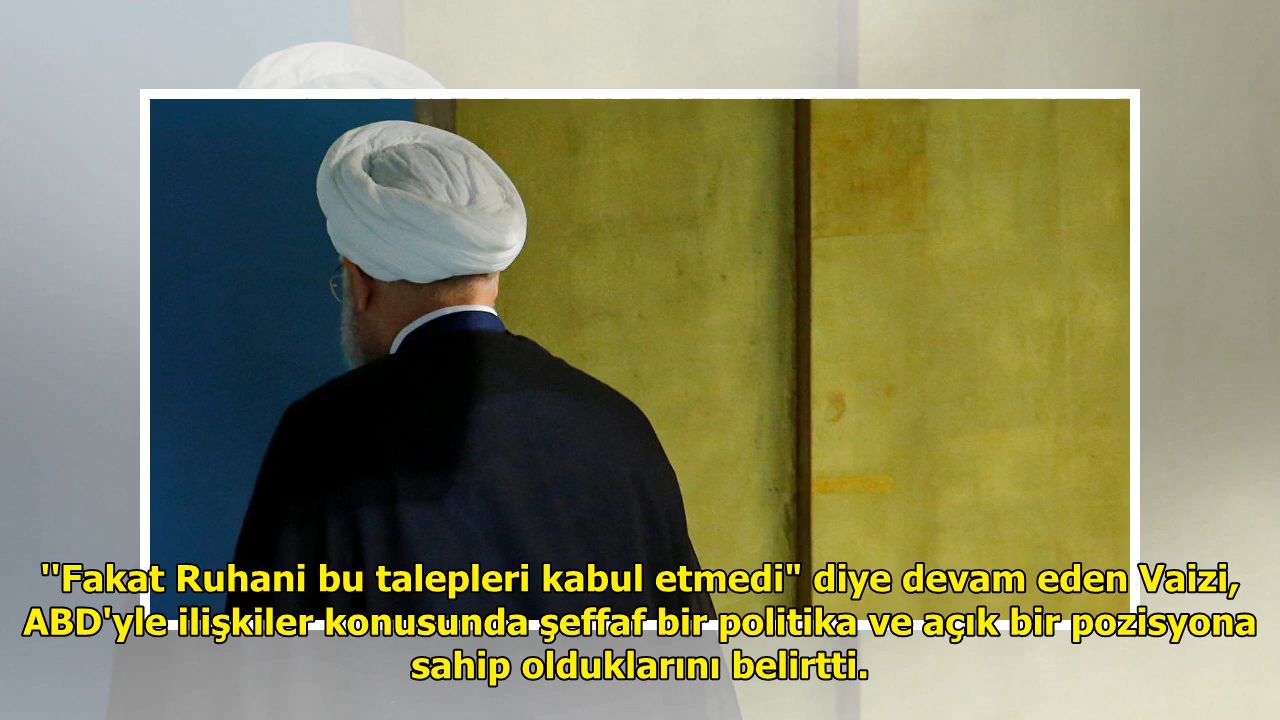 ''Fakat Ruhani bu talepleri kabul etmedi" diye devam eden Vaizi,
ABD'yle ilişkiler konusunda şeffaf bir politika ve açık bir pozisyona
sahip olduklarını belirtti.